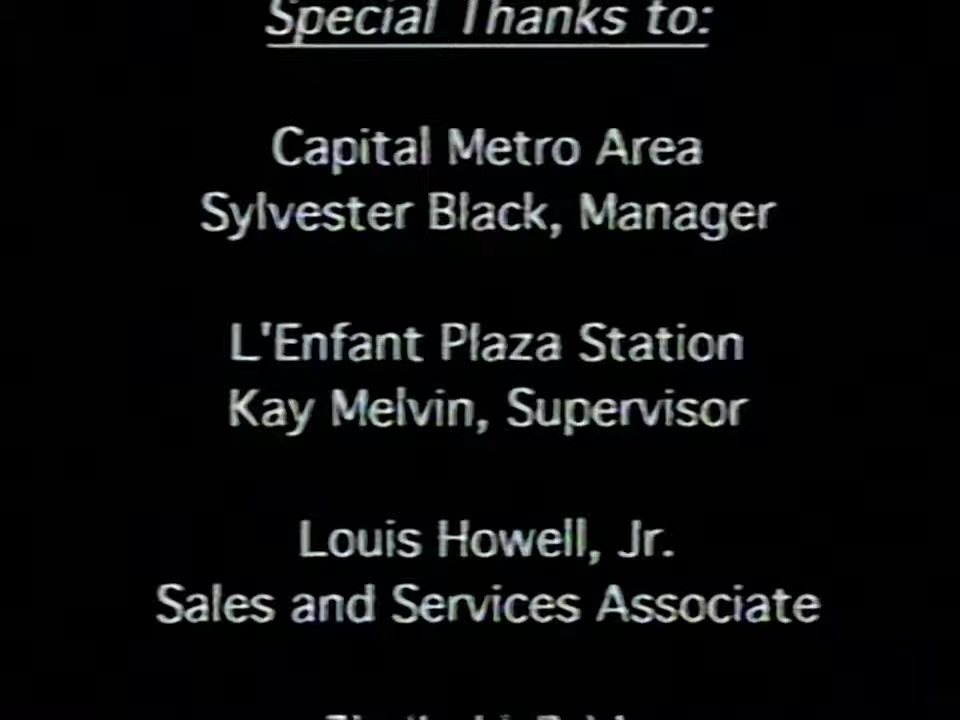 Special Thanks to:
Capital Metro Area
Sylvester Black, Manager
L'Enfant Plaza Station
Kay Melvin, Supervisor
Louis Howell, Jr.
Sales and Services Associate